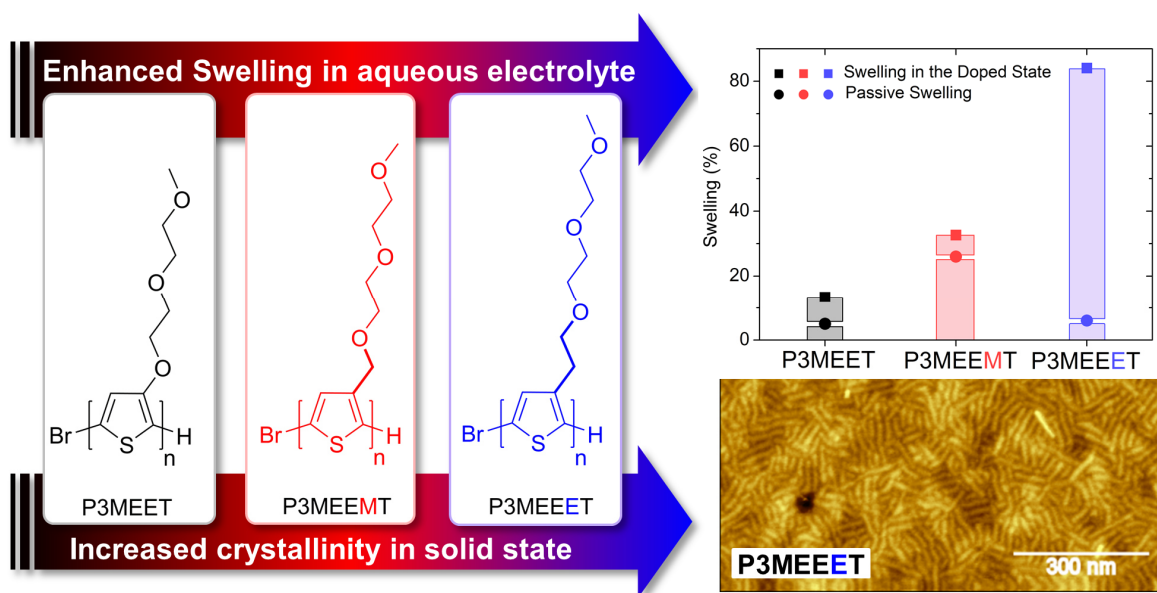 Enhanced Swelling in aqueous electrolyte
O
O
O
Br
S
H
n
P3MEET
O
O
O
Br
S
H
n
P3MEEMT
O
O
O
Br
S
H
n
P3MEEET
Increased crystallinity in solid state
Swelling in the Doped State
Passive Swelling
Swelling (%)
80
60
40
20
0
P3MEET
P3MEEMT
P3MEEET
P3MEEET
300 nm